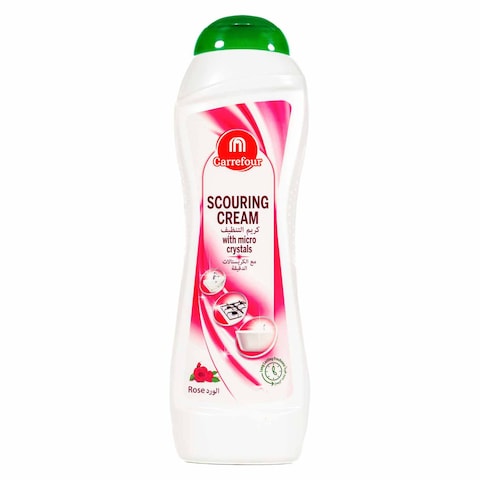 Carrefour
SCOURING
CREAM
كريم التنظيف
with micro
crystals
مع الكريستالات
الدقيقة
Rose الورد